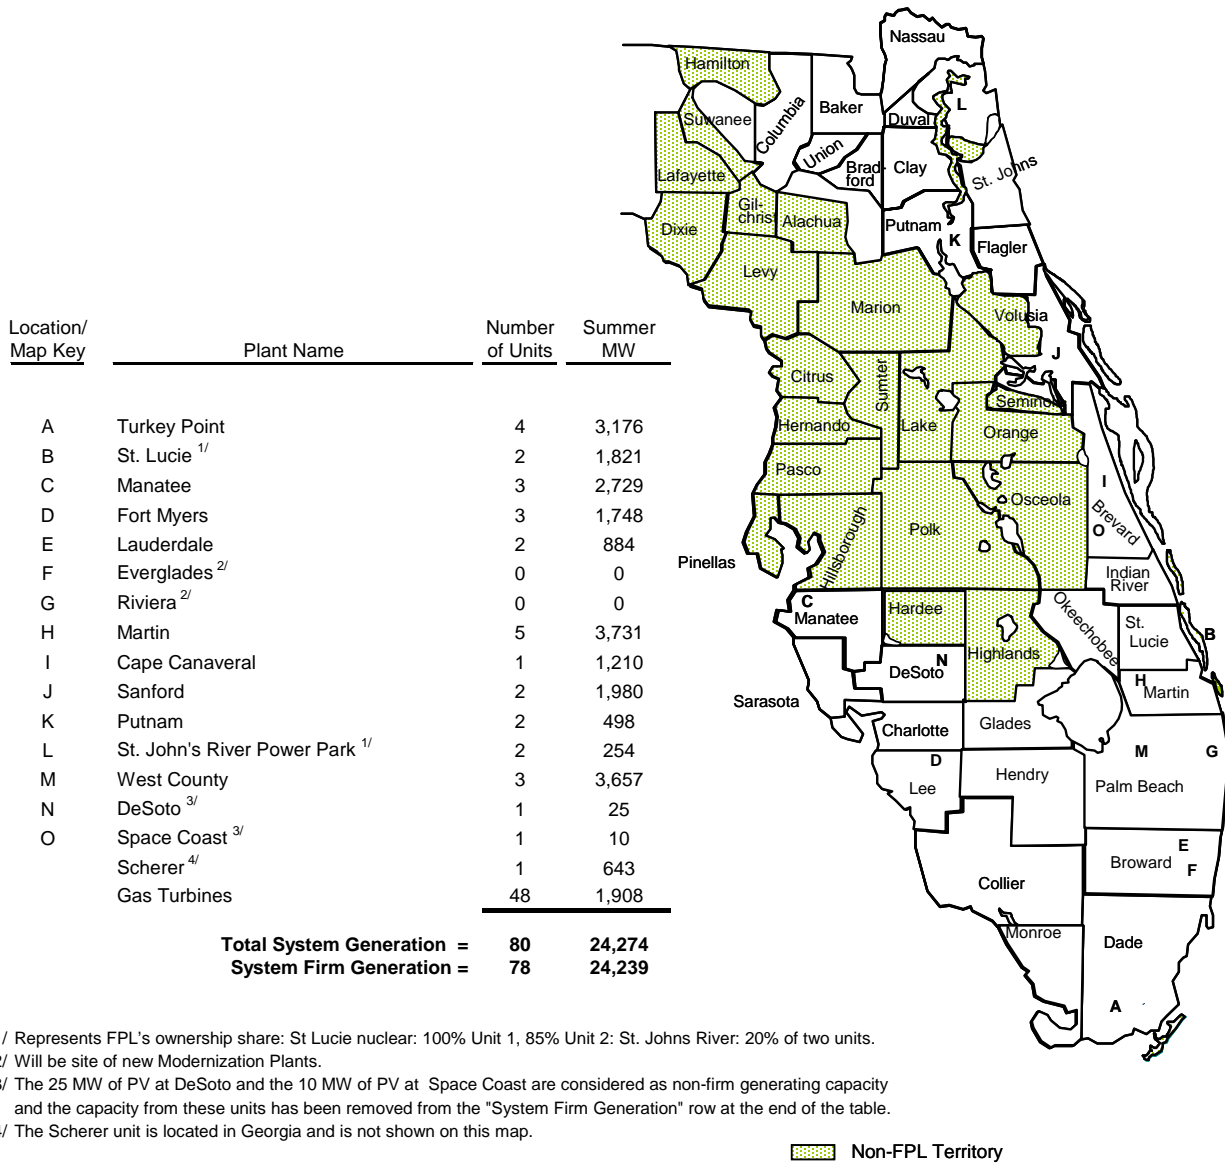 Location/ Number Summer
Map Key Plant Name of Units MW
A Turkey Point 4 3,176
B St. Lucie 1/ 2 1,821
C Manatee 3 2,729
D Fort Myers 3 1,748
E Lauderdale 2 884
F Everglades 2/ 0 0
G Riviera 2/ 0 0
H Martin 5 3,731
I Cape Canaveral 1 1,210
J Sanford 2 1,980
K Putnam 2 498
L St. John's River Power Park 1/ 2 254
M West County 3 3,657
N DeSoto 3/ 1 25
O Space Coast 3/ 1 10
Scherer 4/ 1 643
Gas Turbines 48 1,908
Total System Generation = 80 24,274
System Firm Generation = 78 24,239
Nassau
Hamilton
Baker
L
Columbia
Suwanee
Duval
Union
Brad-
ford
Clay
St. Johns
Lafayette
Gil-
christ
Alachua
Dixie
Putnam
K
Flagler
Levy
Marion
Volusia
J
Citrus
Sumter
Seminole
Hernando
Lake
Orange
Pasco
I
Osceola
Brevard
O
Hillsborough
Polk
Pinellas
Indian
River
C
Manatee
Hardee
Okeechobee
St.
Lucie
B
N
DeSoto
Highlands
H
Martin
Sarasota
Charlotte
Glades
D
Lee
Hendry
M
G
Palm Beach
E
Broward
F
Collier
Monroe
Dade
A
/ Represents FPL's ownership share: St Lucie nuclear: 100% Unit 1, 85% Unit 2: St. Johns River: 20% of two units.
2/ Will be site of new Modernization Plants.
3/ The 25 MW of PV at DeSoto and the 10 MW of PV at Space Coast are considered as non-firm generating capacity
and the capacity from these units has been removed from the "System Firm Generation" row at the end of the table.
4/ The Scherer unit is located in Georgia and is not shown on this map.
Non-FPL Territory